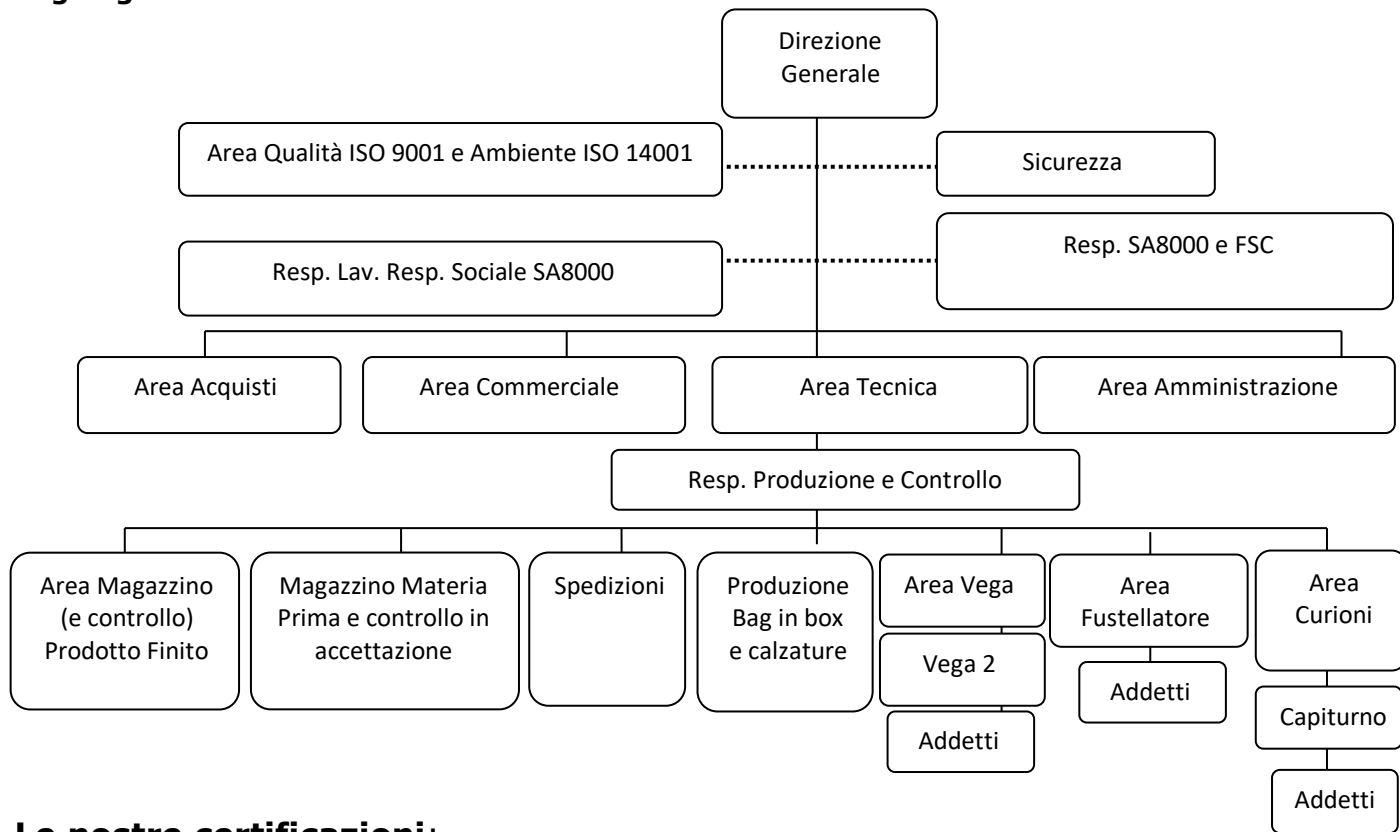 Direzione
Generale
Area Qualità ISO 9001 e Ambiente ISO 14001
Sicurezza
Resp. Lav. Resp. Sociale SA8000
Resp. SA8000 e FSC
Area Acquisti
Area Commerciale
Area Tecnica
Area Amministrazione
Resp. Produzione e Controllo
Area Magazzino
(e controllo)
Prodotto Finito
Magazzino Materia
Prima e controllo in
accettazione
Spedizioni
Produzione
Bag in box
e calzature
Area Vega
Vega 2
Addetti
Area
Fustellatore
Addetti
Area
Curioni
Capiturno
Addetti
Le nostre certificazioni: